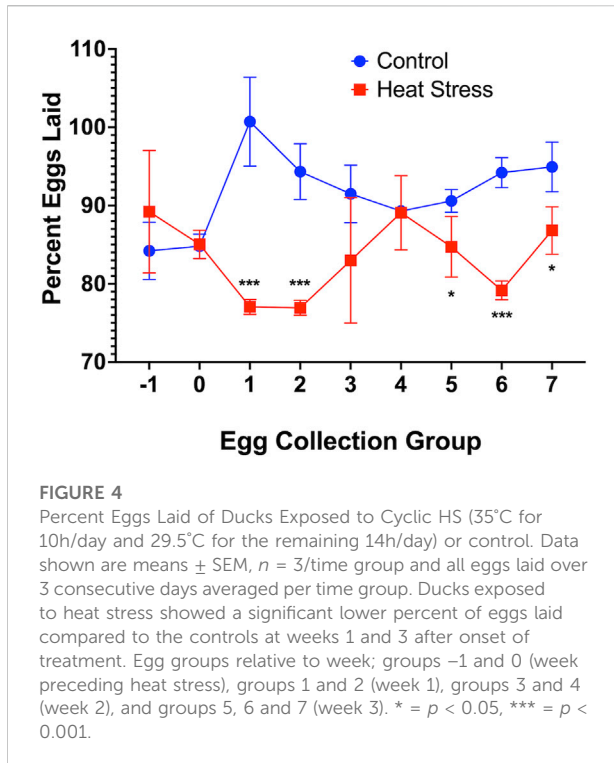 110
100
90
80
70
Percent Eggs Laid
Control
Heat Stress
***
***
*
***
*
-1 0 1 2 3 4 5 6 7
Egg Collection Group
FIGURE 4
Percent Eggs Laid of Ducks Exposed to Cyclic HS (35°C for
10h/day and 29.5°C for the remaining 14h/day) or control. Data
shown are means ± SEM, n = 3/time group and all eggs laid over
3 consecutive days averaged per time group. Ducks exposed
to heat stress showed a significant lower percent of eggs laid
compared to the controls at weeks 1 and 3 after onset of
treatment. Egg groups relative to week; groups –1 and 0 (week
preceding heat stress), groups 1 and 2 (week 1), groups 3 and 4
(week 2), and groups 5, 6 and 7 (week 3). * = p < 0.05, *** = p <
0.001.